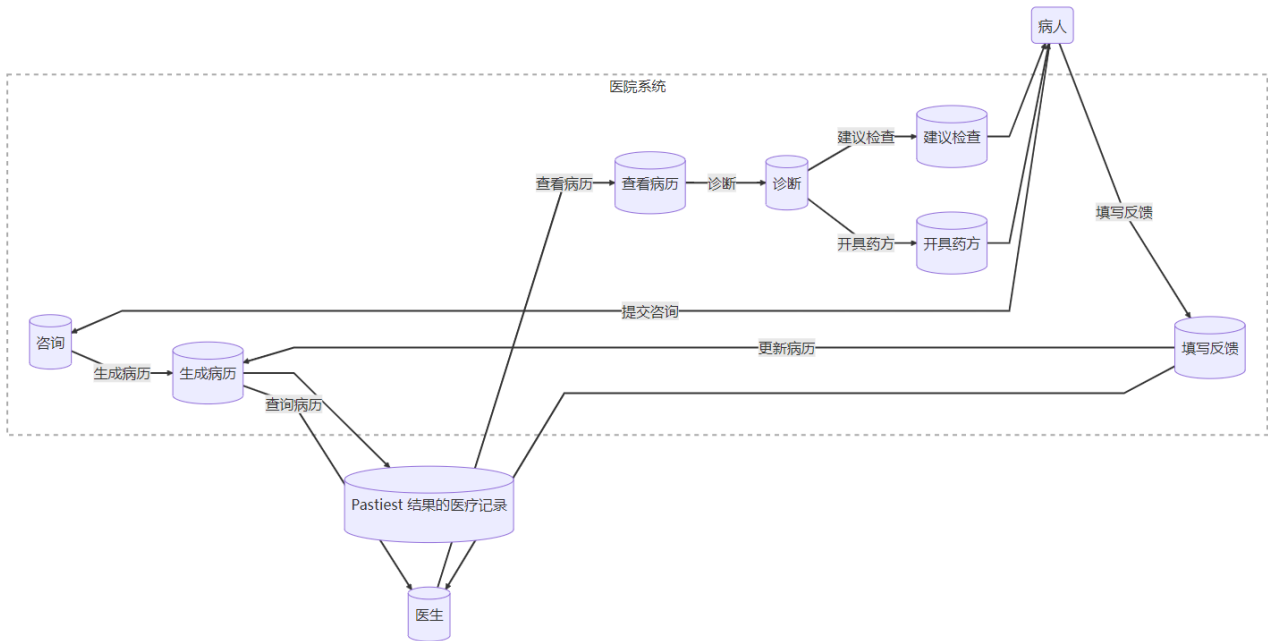 病人
医院系统
建议检查
建议检查
查看病历
查看病历
诊断
诊断
填写反馈
开具药方
开具药方
提交咨询
咨询
更新病历
填写反馈
生成病历
生成病历
查询病历
Pastiest 结果的医疗记录
医生